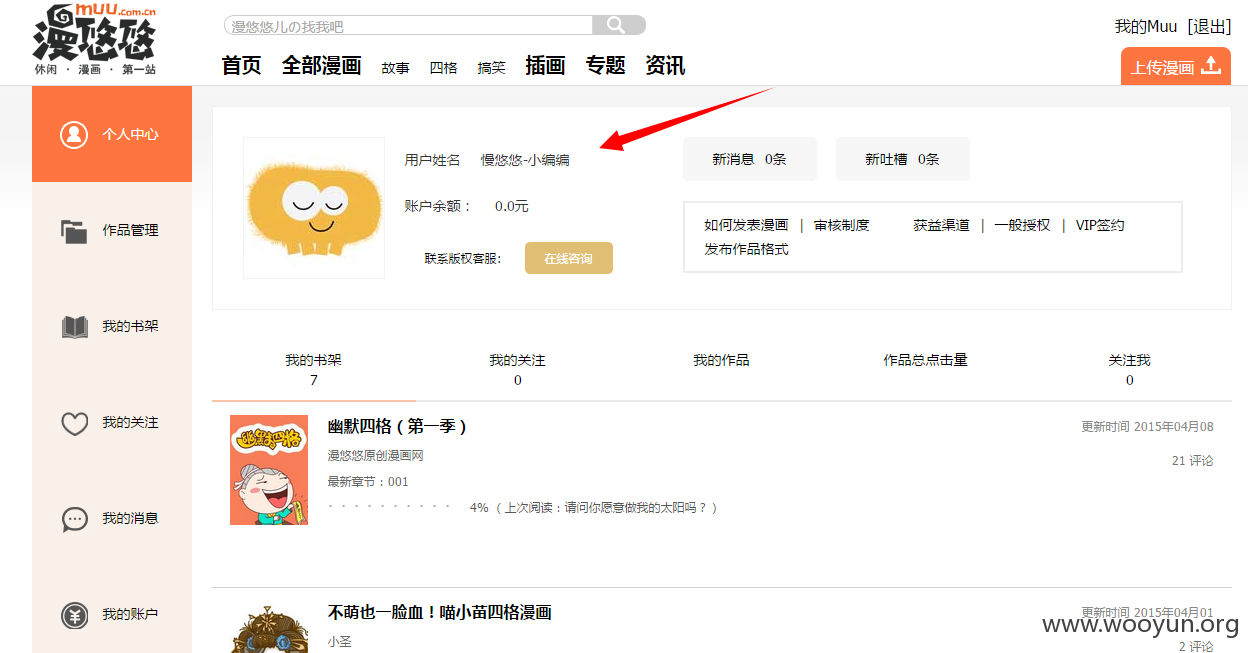 muu.com.cn
漫悠悠
休闲 · 漫画 · 第一站
漫悠悠儿の找我吧
我的Muu [退出]
首页 全部漫画 故事 四格 搞笑 插画 专题 资讯
上传漫画
个人中心
作品管理
我的书架
我的关注
我的消息
我的账户
用户姓名 慢悠悠-小编编
账户余额： 0.0元
联系版权客服： 在线咨询
新消息 0条 新吐槽 0条
如何发表漫画 | 审核制度 获益渠道 | 一般授权 | VIP签约
发布作品格式
我的书架 我的关注 我的作品 作品总点击量 关注我
7 0 0
幽默四格
幽默四格（第一季）
更新时间 2015年04月08
漫悠悠原创漫画网
21 评论
最新章节：001
4%（上次阅读：请问你愿意做我的太阳吗？）
不萌也一脸血！喵小苗四格漫画
更新时间 2015年04月01
小圣
www.wooyun.org
2 评论